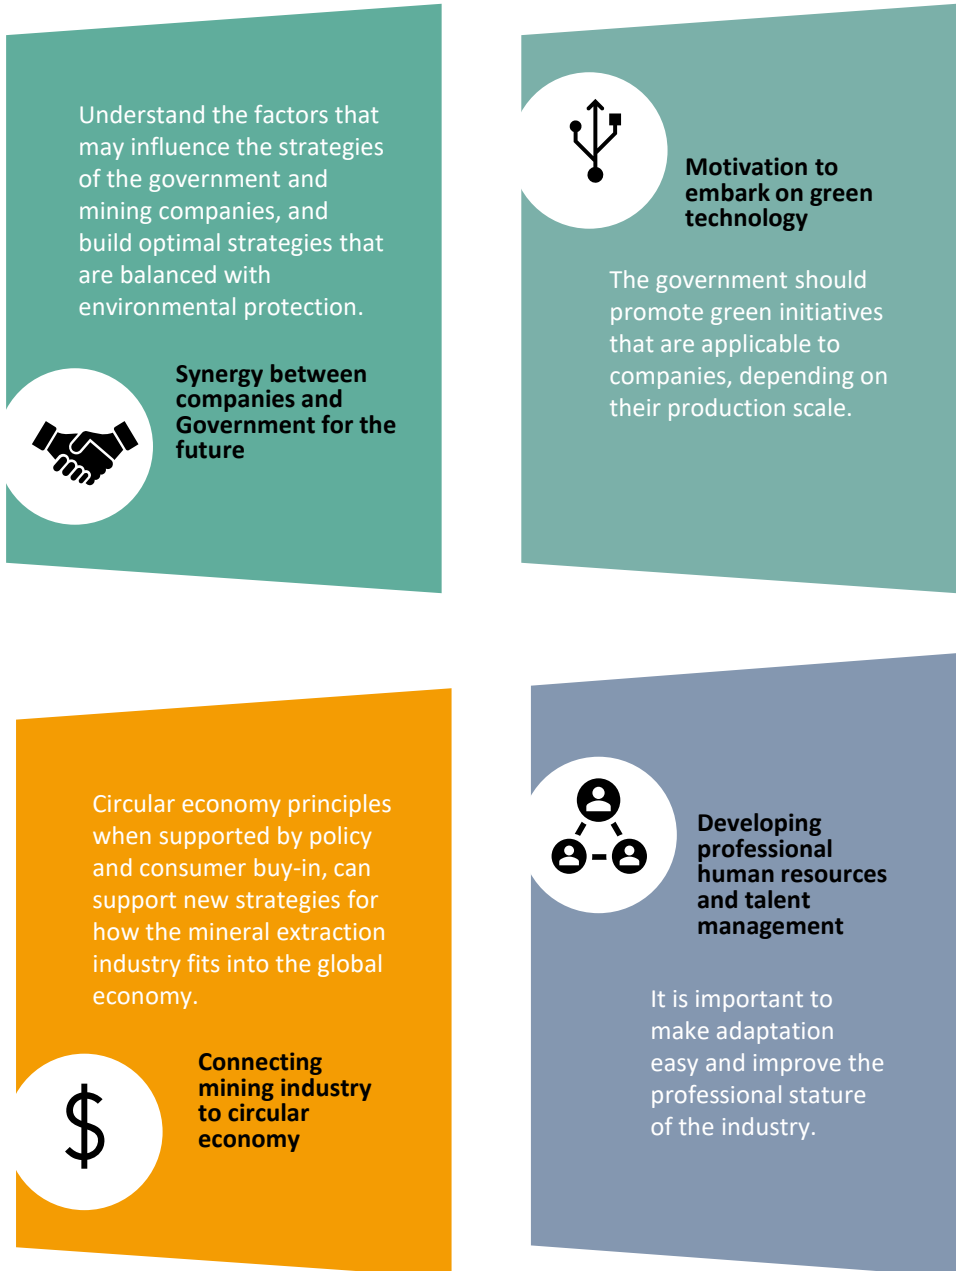 Understand the factors that
may influence the strategies
of the government and
mining companies, and
build optimal strategies that
are balanced with
environmental protection.
Synergy between
companies and
Government for the
future
Motivation to
embark on green
technology
The government should
promote green initiatives
that are applicable to
companies, depending on
their production scale.
Circular economy principles
when supported by policy
and consumer buy-in, can
support new strategies for
how the mineral extraction
industry fits into the global
economy.
Connecting
mining industry
to circular
economy
Developing
professional
human resources
and talent
management
It is important to
make adaptation
easy and improve the
professional stature
of the industry.